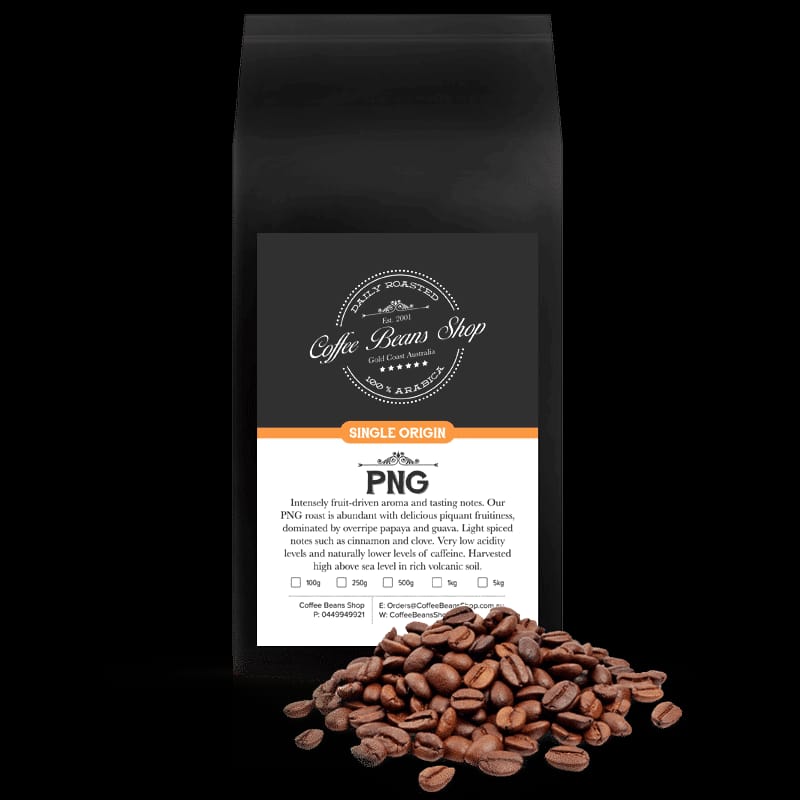 DAILY ROASTED
Est. 2001
Coffee Beans Shop
Gold Coast Australia
100% ARABICA
SINGLE ORIGIN
PNG
Intensely fruit-driven aroma and tasting notes. Our
PNG roast is abundant with delicious piquant fruitiness,
dominated by overripe papaya and guava. Light spiced
notes such as cinnamon and clove. Very low acidity
levels and naturally lower levels of caffeine. Harvested
high above sea level in rich volcanic soil.
100g 250g 500g 1kg 5kg
Coffee Beans Shop E: Orders@CoffeeBeansShop.com.au
P: 0449949921 W: CoffeeBeansSho